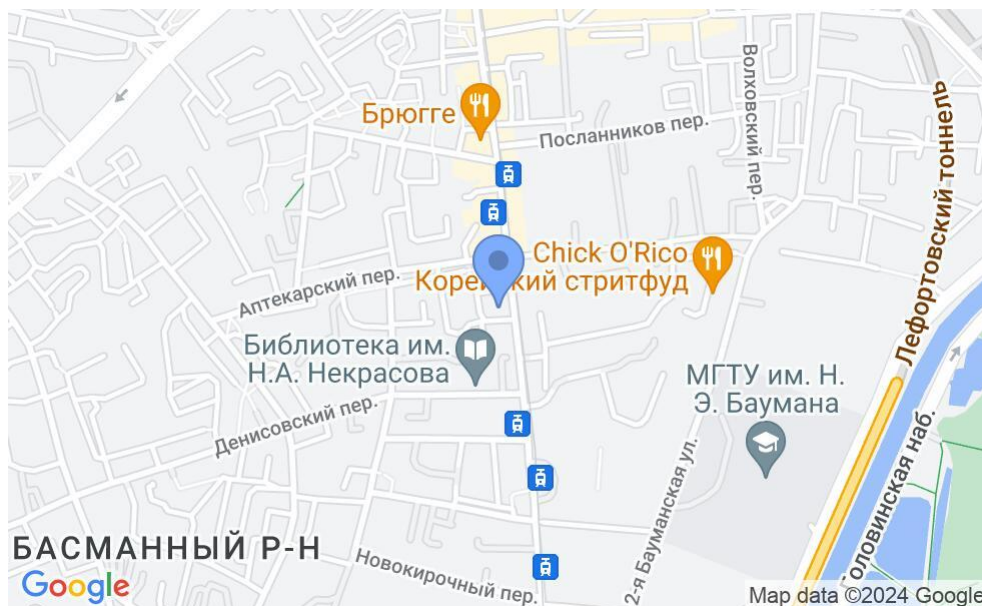 Брюгге
Посланников пер.
Волховский пер.
Лефортовский тоннель
Chick O'Rico
Аптекарский пер.
стритфуд
Библиотека им.
Н.А. Некрасова
МГТУ им. Н.
Э. Баумана
Денисовский пер.
2-я Бауманская ул.
Головинская наб.
БАСМАННЫЙ Р-Н
Новокирочный пер.
Google
Map data ©2024 Google